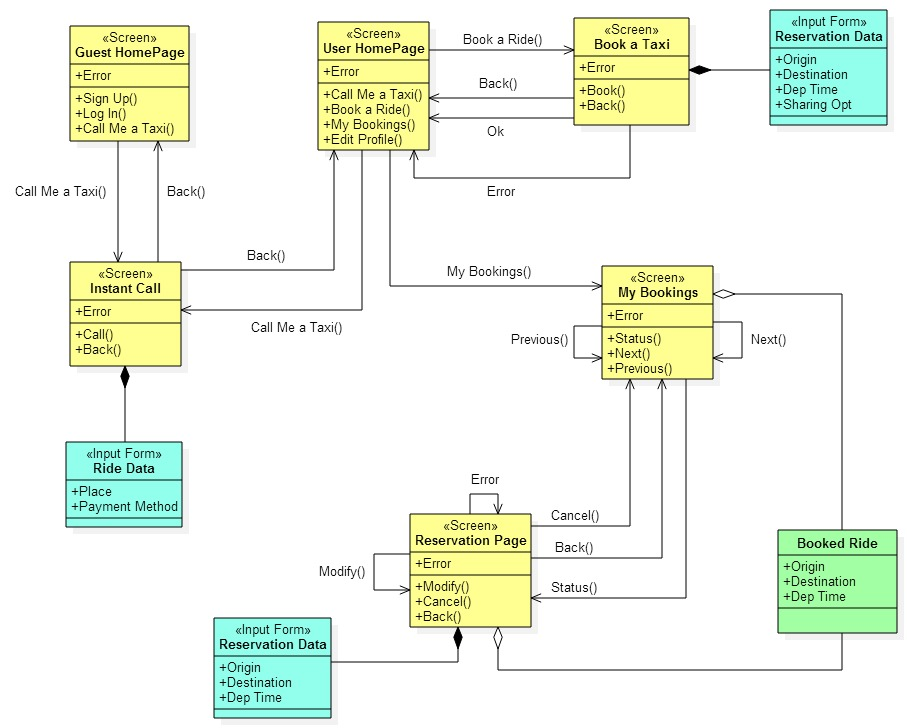 «Screen»
Guest HomePage
+Error
+Sign Up()
+Log In()
+Call Me a Taxi()
«Screen»
User HomePage
+Error
+Call Me a Taxi()
+Book a Ride()
+My Bookings()
+Edit Profile()
Book a Ride()
Back()
Ok
Error
«Screen»
Book a Taxi
+Error
+Book()
+Back()
«Input Form»
Reservation Data
+Origin
+Destination
+Dep Time
+Sharing Opt
Call Me a Taxi()
Back()
Back()
Call Me a Taxi()
My Bookings()
«Screen»
Instant Call
+Error
+Call()
+Back()
«Screen»
My Bookings
+Error
+Status()
+Next()
+Previous()
Previous()
Next()
«Input Form»
Ride Data
+Place
+Payment Method
Error
«Screen»
Reservation Page
+Error
+Modify()
+Cancel()
+Back()
Modify()
Cancel()
Back()
Status()
Booked Ride
+Origin
+Destination
+Dep Time
«Input Form»
Reservation Data
+Origin
+Destination
+Dep Time